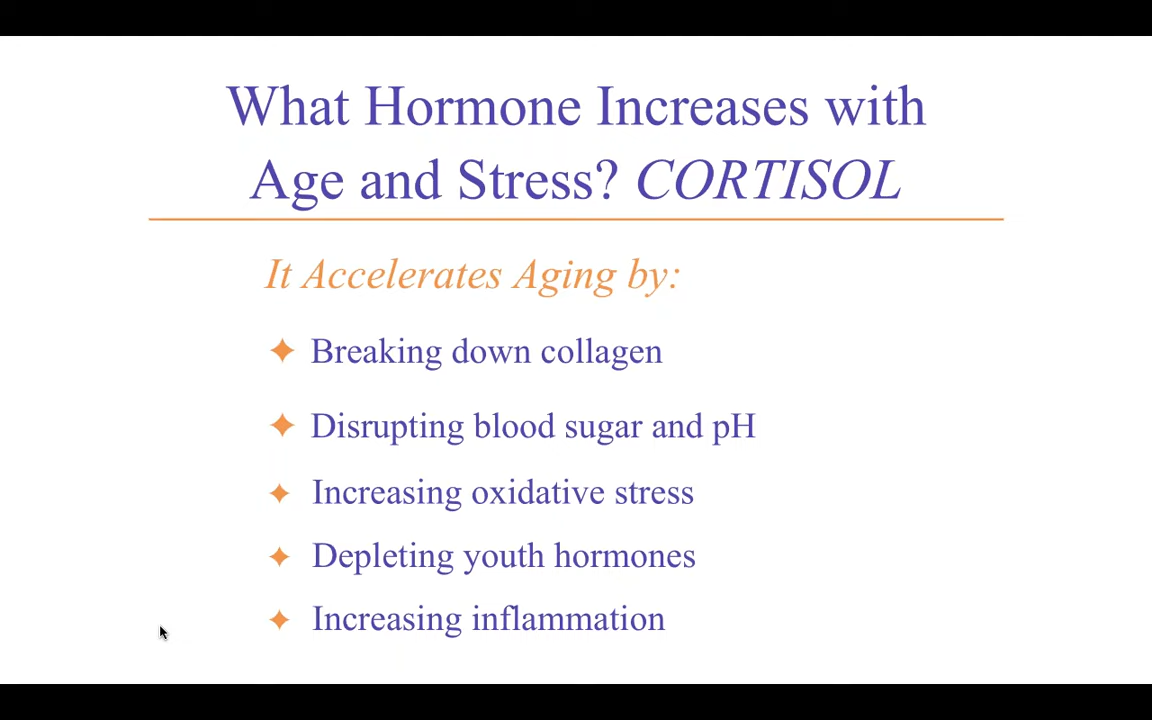 What Hormone Increases with
Age and Stress? CORTISOL
It Accelerates Aging by:
Breaking down collagen
Disrupting blood sugar and pH
Increasing oxidative stress
Depleting youth hormones
Increasing inflammation